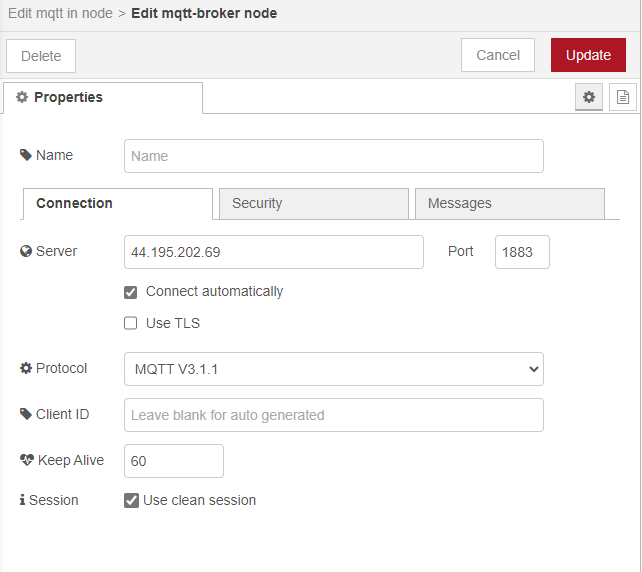 Edit mqtt in node > Edit mqtt-broker node
Delete Cancel Update
Properties
Name Name
Connection Security Messages
Server 44.195.202.69 Port 1883
Connect automatically
Use TLS
Protocol MQTT V3.1.1
Client ID Leave blank for auto generated
Keep Alive 60
Session Use clean session